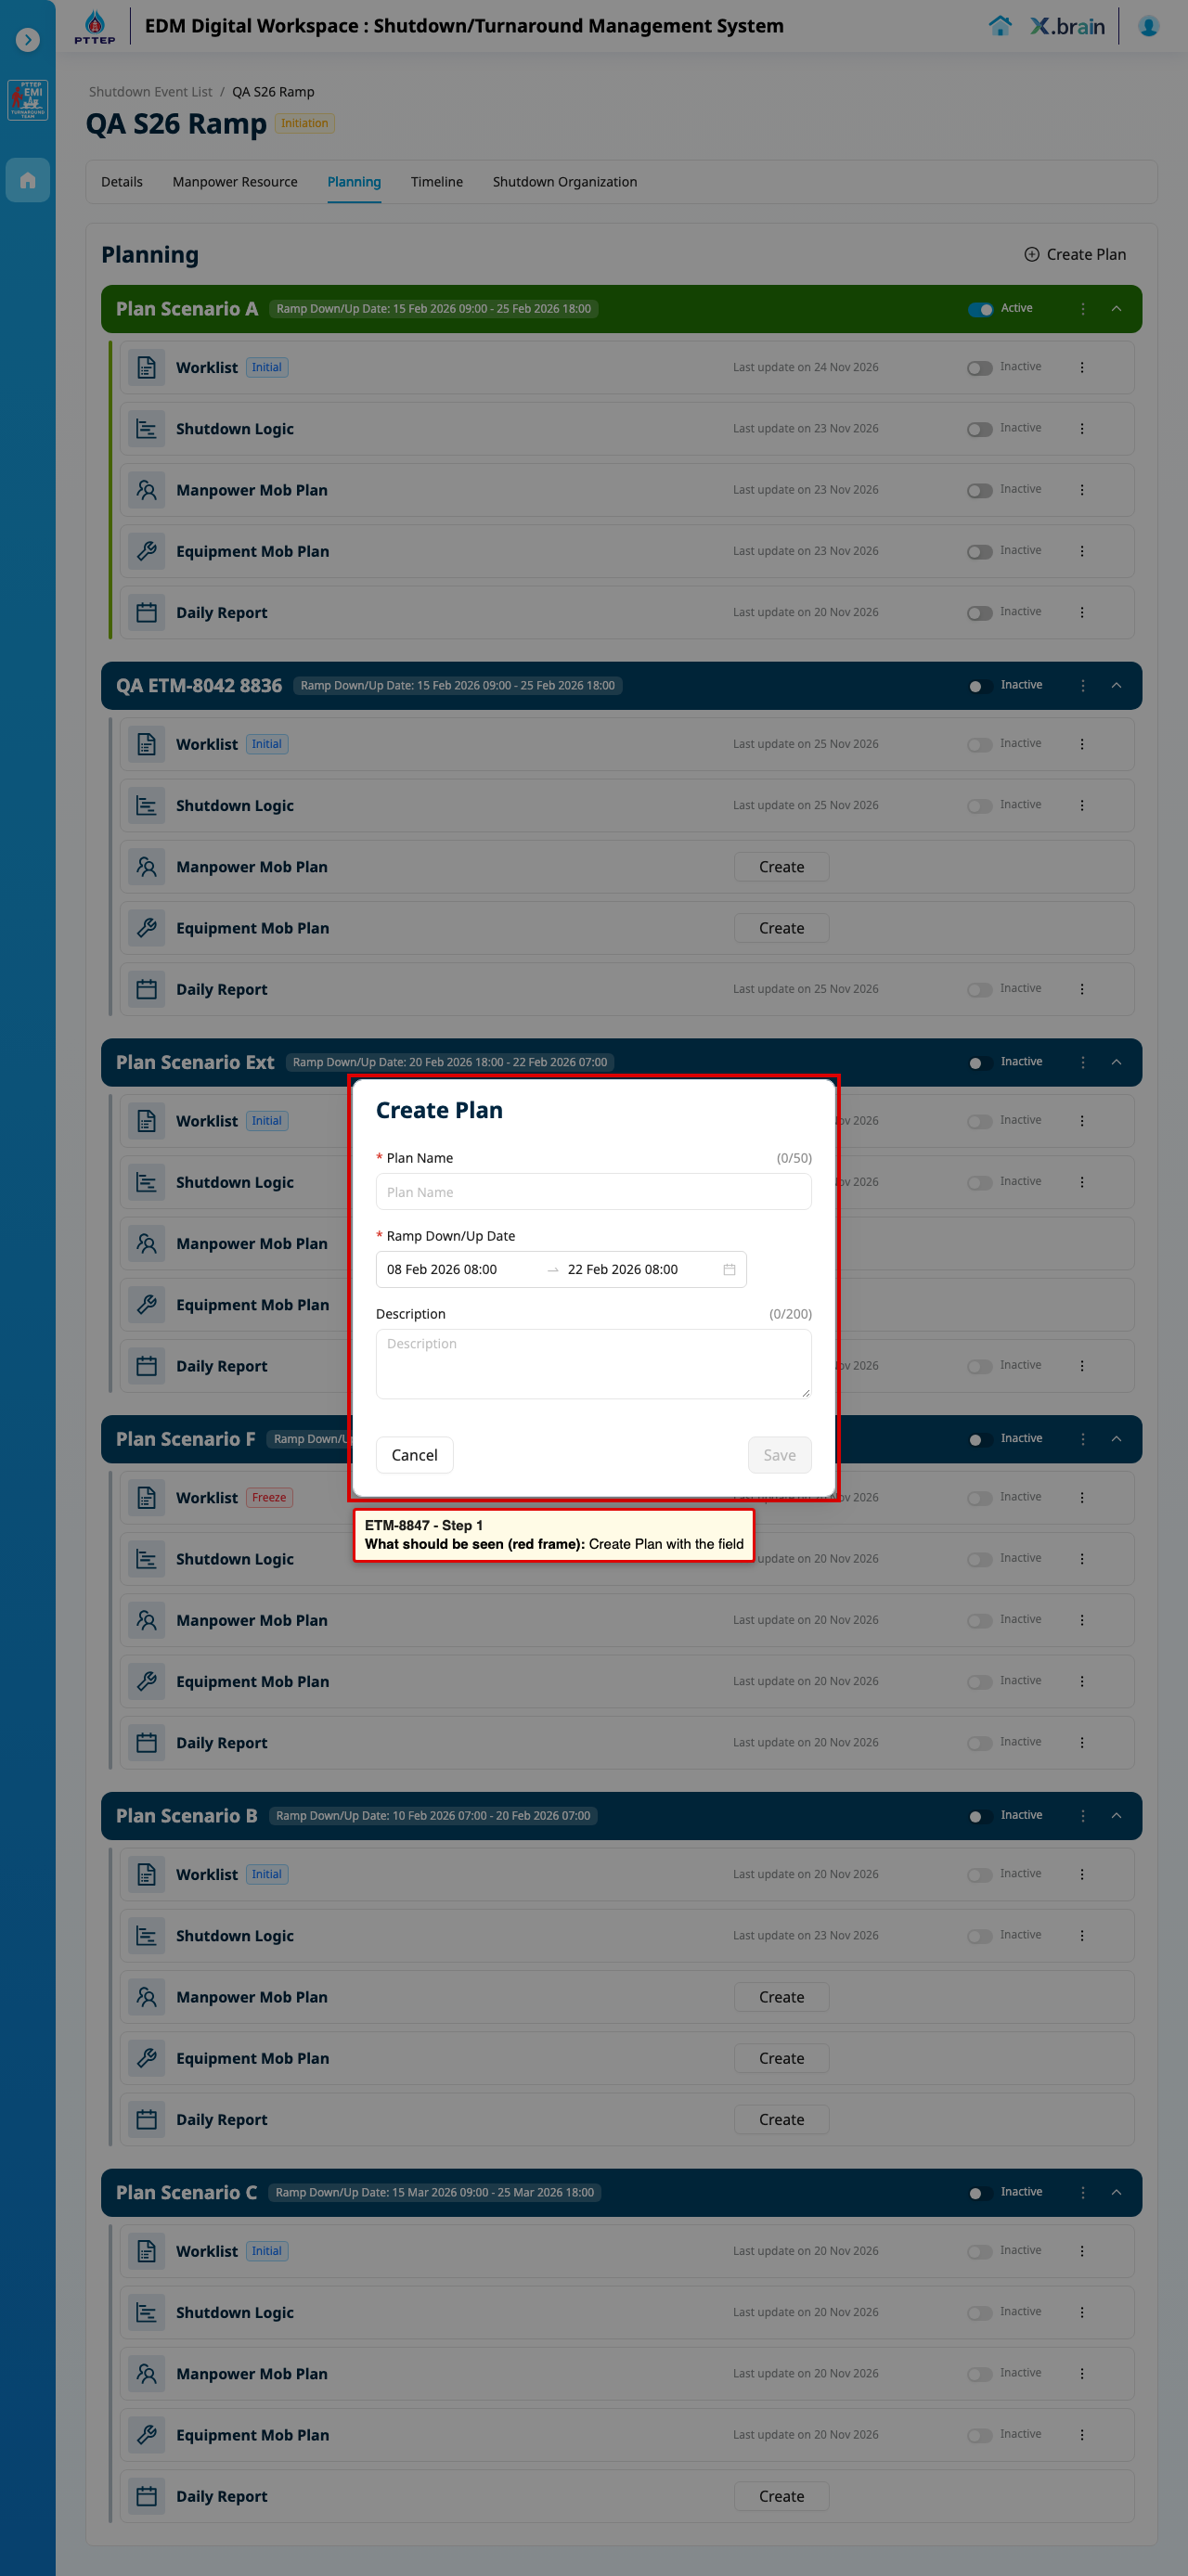 PTTEP
EDM Digital Workspace : Shutdown/Turnaround Management System
X.brain
PTTEP
EMI
TURNAROUND
TEAM
Shutdown Event List / QA S26 Ramp
QA S26 Ramp Initiation
Details Manpower Resource Planning Timeline Shutdown Organization
Planning Create Plan
Plan Scenario A Ramp Down/Up Date: 15 Feb 2026 09:00 - 25 Feb 2026 18:00 Active
Worklist Initial Last update on 24 Nov 2026 Inactive
Shutdown Logic Last update on 23 Nov 2026 Inactive
Manpower Mob Plan Last update on 23 Nov 2026 Inactive
Equipment Mob Plan Last update on 23 Nov 2026 Inactive
Daily Report Last update on 20 Nov 2026 Inactive
QA ETM-8042 8836 Ramp Down/Up Date: 15 Feb 2026 09:00 - 25 Feb 2026 18:00 Inactive
Worklist Initial Last update on 25 Nov 2026 Inactive
Shutdown Logic Last update on 25 Nov 2026 Inactive
Manpower Mob Plan Create
Equipment Mob Plan Create
Daily Report Last update on 25 Nov 2026 Inactive
Plan Scenario Ext Ramp Down/Up Date: 20 Feb 2026 18:00 - 22 Feb 2026 07:00 Inactive
Worklist Initial Nov 2026 Inactive
Shutdown Logic Nov 2026 Inactive
Manpower Mob Plan
Equipment Mob Plan
Daily Report Nov 2026 Inactive
Create Plan
* Plan Name (0/50)
Plan Name
* Ramp Down/Up Date
08 Feb 2026 08:00 → 22 Feb 2026 08:00
Description (0/200)
Description
Cancel Save
Plan Scenario F Ramp Down/U Inactive
Worklist Freeze Nov 2026 Inactive
ETM-8847 - Step 1
What should be seen (red frame): Create Plan with the field
Shutdown Logic update on 20 Nov 2026 Inactive
Manpower Mob Plan Last update on 20 Nov 2026 Inactive
Equipment Mob Plan Last update on 20 Nov 2026 Inactive
Daily Report Last update on 20 Nov 2026 Inactive
Plan Scenario B Ramp Down/Up Date: 10 Feb 2026 07:00 - 20 Feb 2026 07:00 Inactive
Worklist Initial Last update on 20 Nov 2026 Inactive
Shutdown Logic Last update on 23 Nov 2026 Inactive
Manpower Mob Plan Create
Equipment Mob Plan Create
Daily Report Create
Plan Scenario C Ramp Down/Up Date: 15 Mar 2026 09:00 - 25 Mar 2026 18:00 Inactive
Worklist Initial Last update on 20 Nov 2026 Inactive
Shutdown Logic Last update on 20 Nov 2026 Inactive
Manpower Mob Plan Last update on 20 Nov 2026 Inactive
Equipment Mob Plan Last update on 20 Nov 2026 Inactive
Daily Report Create